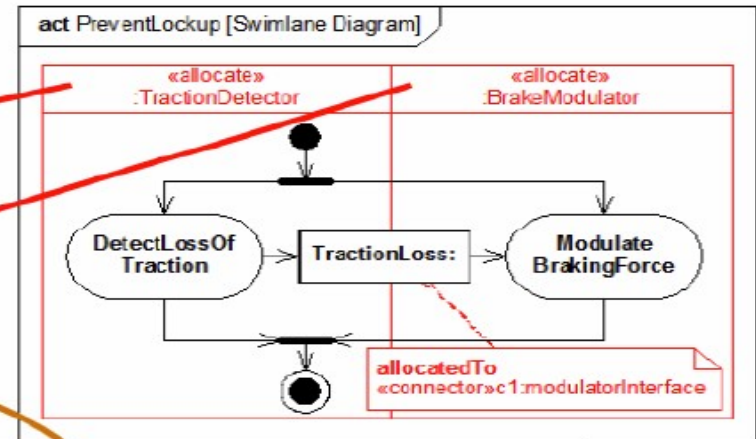 act PreventLockup [Swimlane Diagram]
«allocate»
:TractionDetector
«allocate»
:BrakeModulator
DetectLossOf
Traction
TractionLoss:
Modulate
BrakingForce
allocatedTo
«connector»c1:modulatorInterface